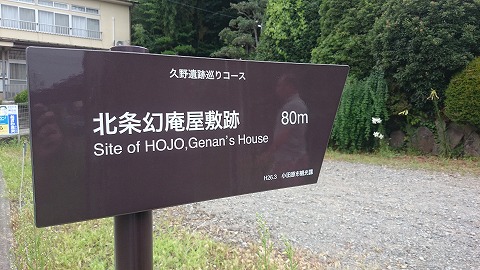 久野遺跡巡りコース
北条幻庵屋敷跡 80m
Site of HOJO,Genan's House
H26.3 小田原市観光課